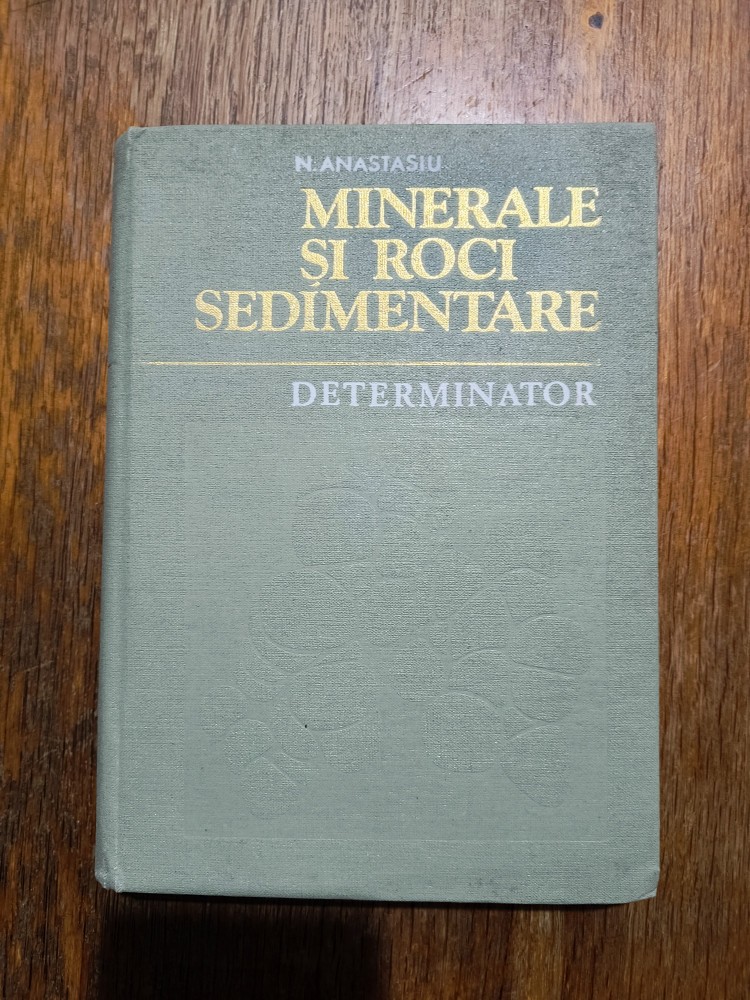 N. ANASTASIU
MINERALE
ȘI ROCI
SEDIMENTARE
DETERMINATOR